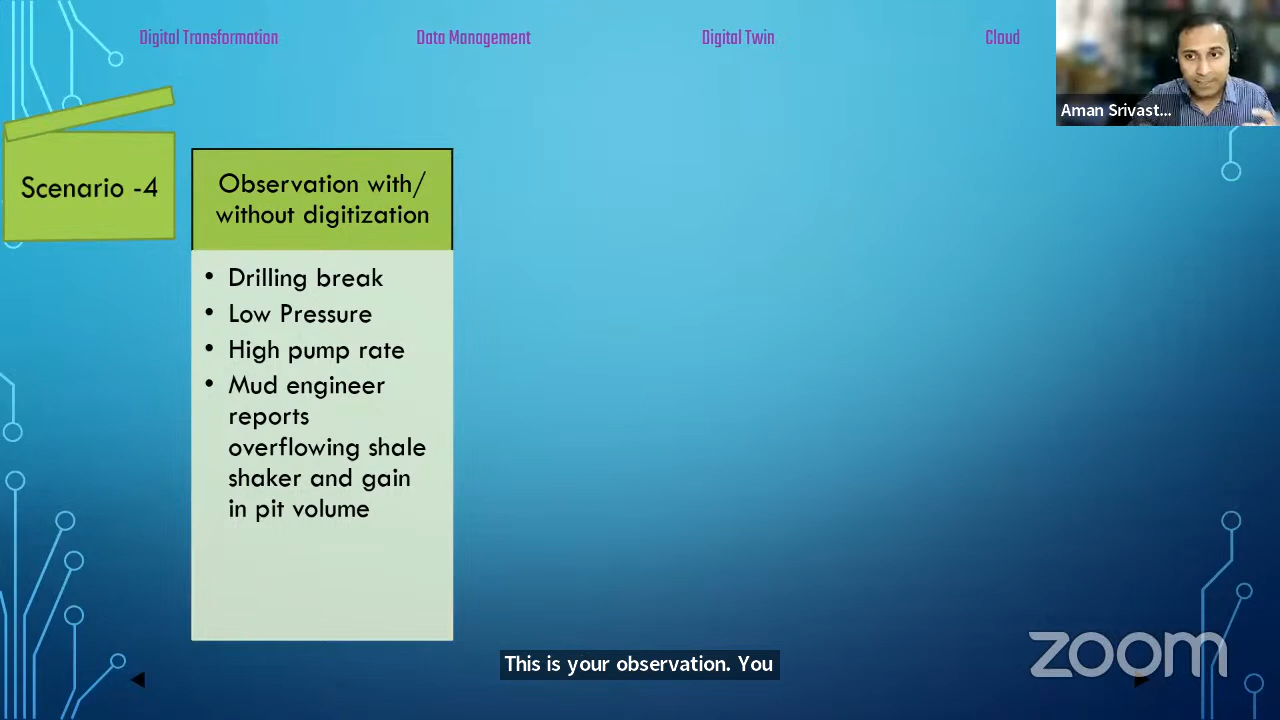 Digital Transformation
Data Management
Digital Twin
Cloud
Aman Srivast...
Scenario -4
Observation with/
without digitization
• Drilling break
• Low Pressure
• High pump rate
• Mud engineer
reports
overflowing shale
shaker and gain
in pit volume
This is your observation. You
zoom